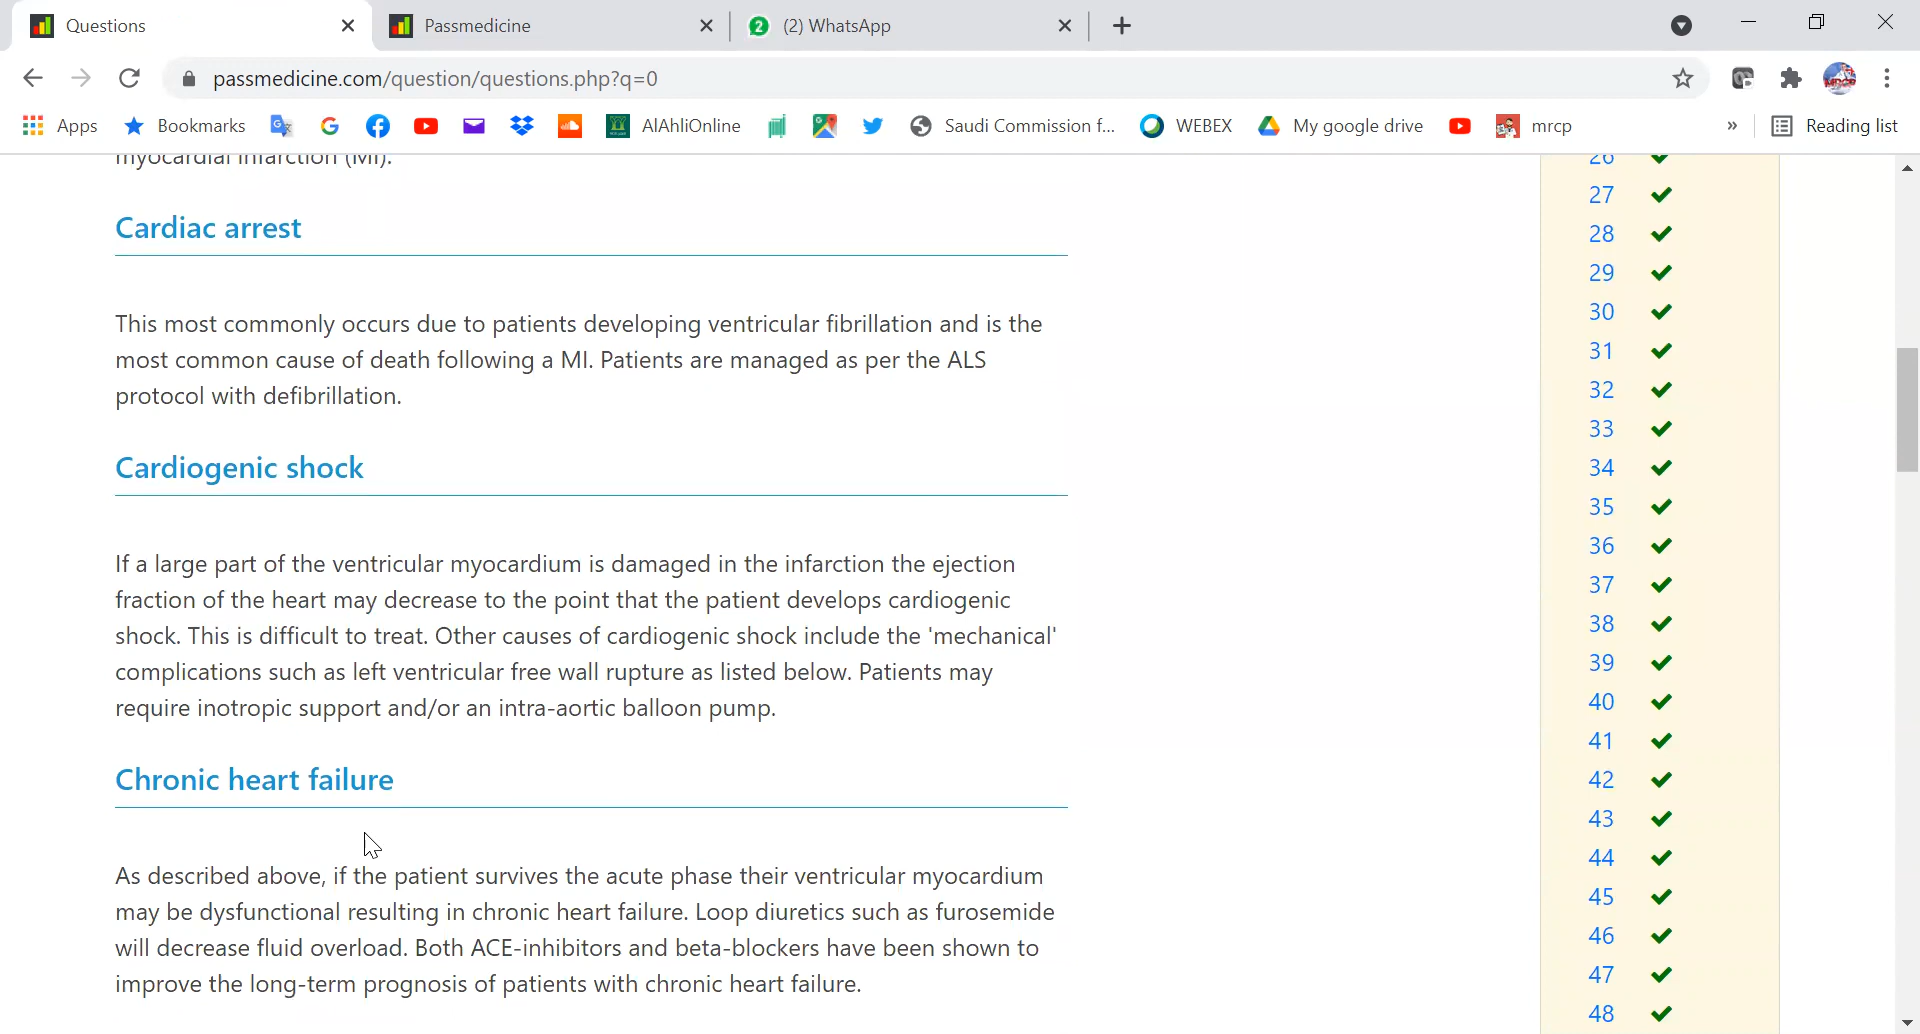 Questions
Passmedicine
2 (2) WhatsApp
passmedicine.com/question/questions.php?q=0
Apps
Bookmarks
AlAhliOnline
Saudi Commission f...
WEBEX
My google drive
mrcp
»
Reading list
myocardial infarction (MI).
Cardiac arrest
This most commonly occurs due to patients developing ventricular fibrillation and is the
most common cause of death following a MI. Patients are managed as per the ALS
protocol with defibrillation.
Cardiogenic shock
If a large part of the ventricular myocardium is damaged in the infarction the ejection
fraction of the heart may decrease to the point that the patient develops cardiogenic
shock. This is difficult to treat. Other causes of cardiogenic shock include the 'mechanical'
complications such as left ventricular free wall rupture as listed below. Patients may
require inotropic support and/or an intra-aortic balloon pump.
Chronic heart failure
As described above, if the patient survives the acute phase their ventricular myocardium
may be dysfunctional resulting in chronic heart failure. Loop diuretics such as furosemide
will decrease fluid overload. Both ACE-inhibitors and beta-blockers have been shown to
improve the long-term prognosis of patients with chronic heart failure.
26
27
28
29
30
31
32
33
34
35
36
37
38
39
40
41
42
43
44
45
46
47
48